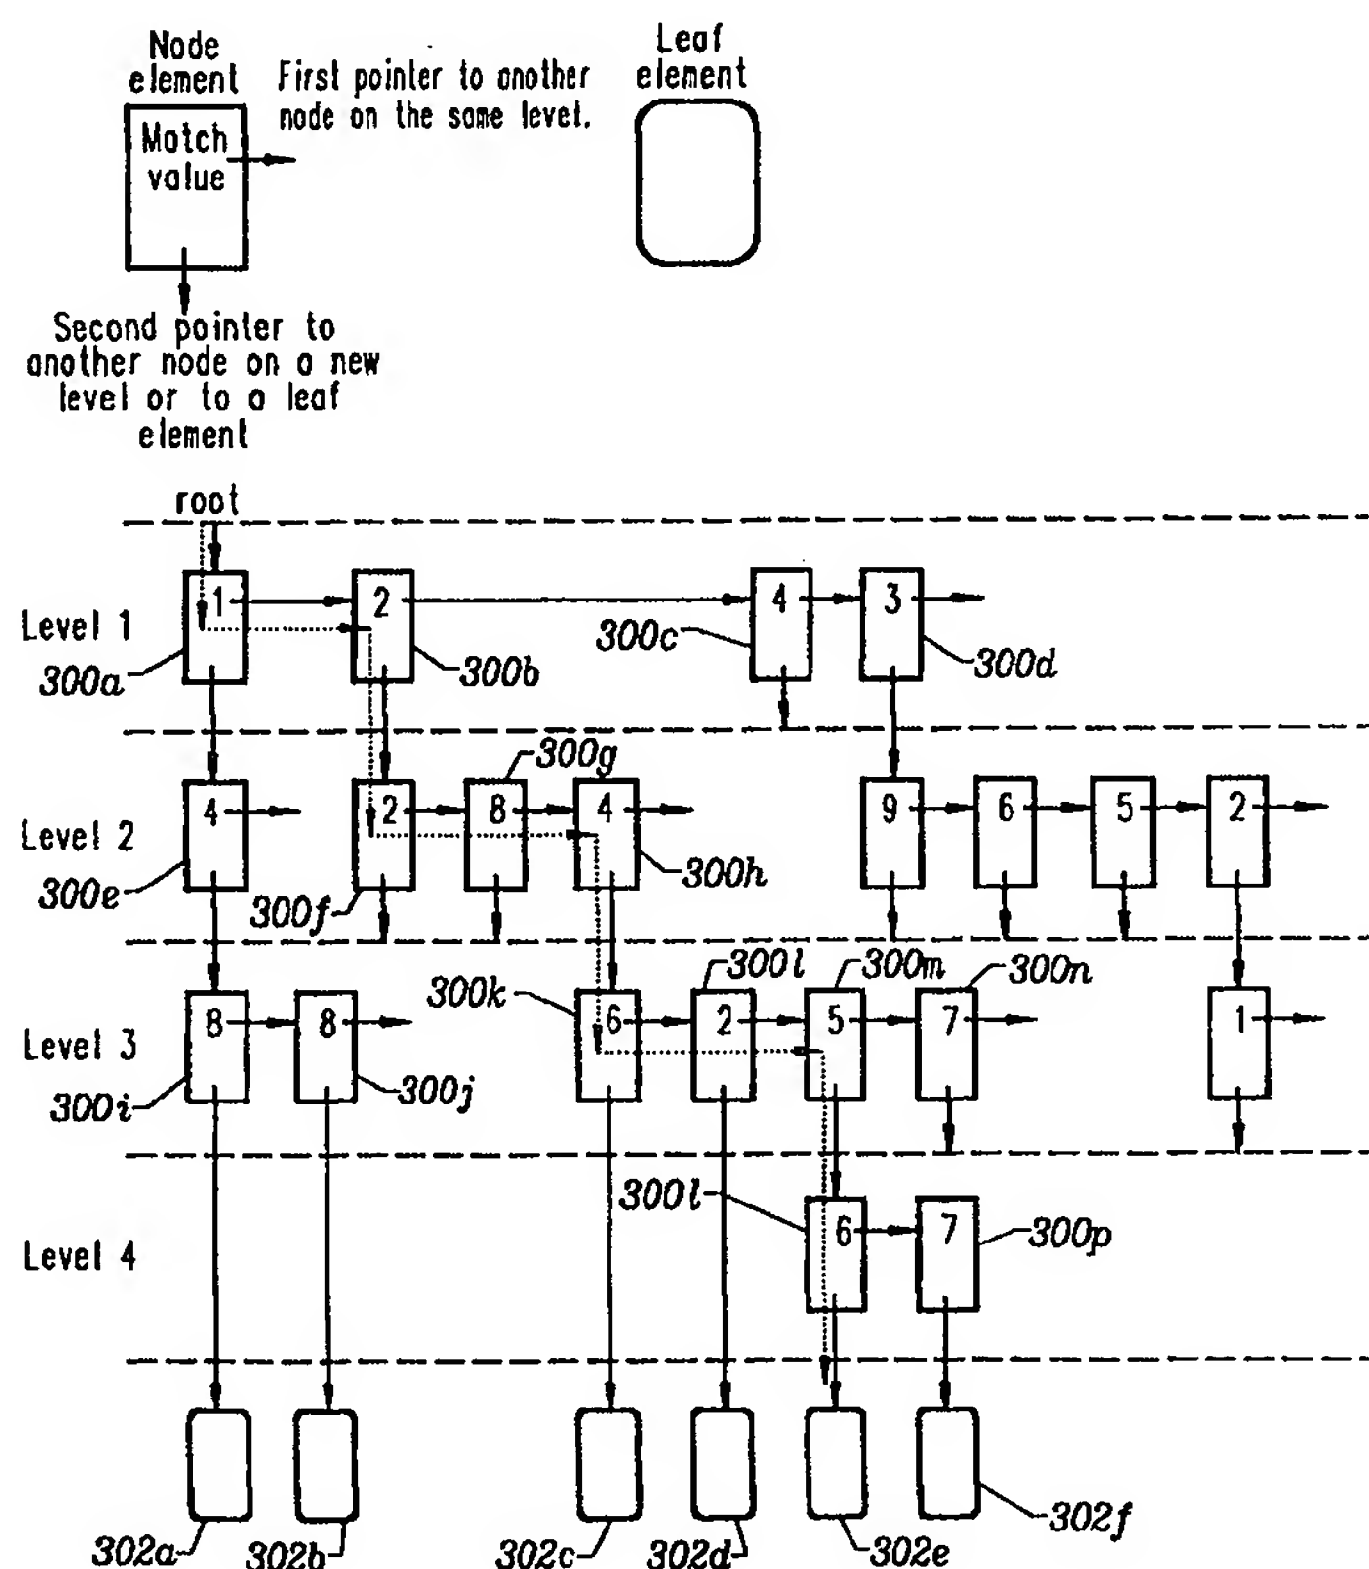 Node
element
First pointer to another
node on the same level.
Leaf
element
Match
value
Second pointer to
another node on a new
level or to a leaf
element
root
Level 1
1
2
4
3
300a
300b
300c
300d
300g
Level 2
4
2
8
4
9
6
5
2
300e
300f
300h
300k
300l
300m
300n
Level 3
8
8
6
2
5
7
1
300i
300j
300l
Level 4
6
7
300p
302a
302b
302c
302d
302e
302f